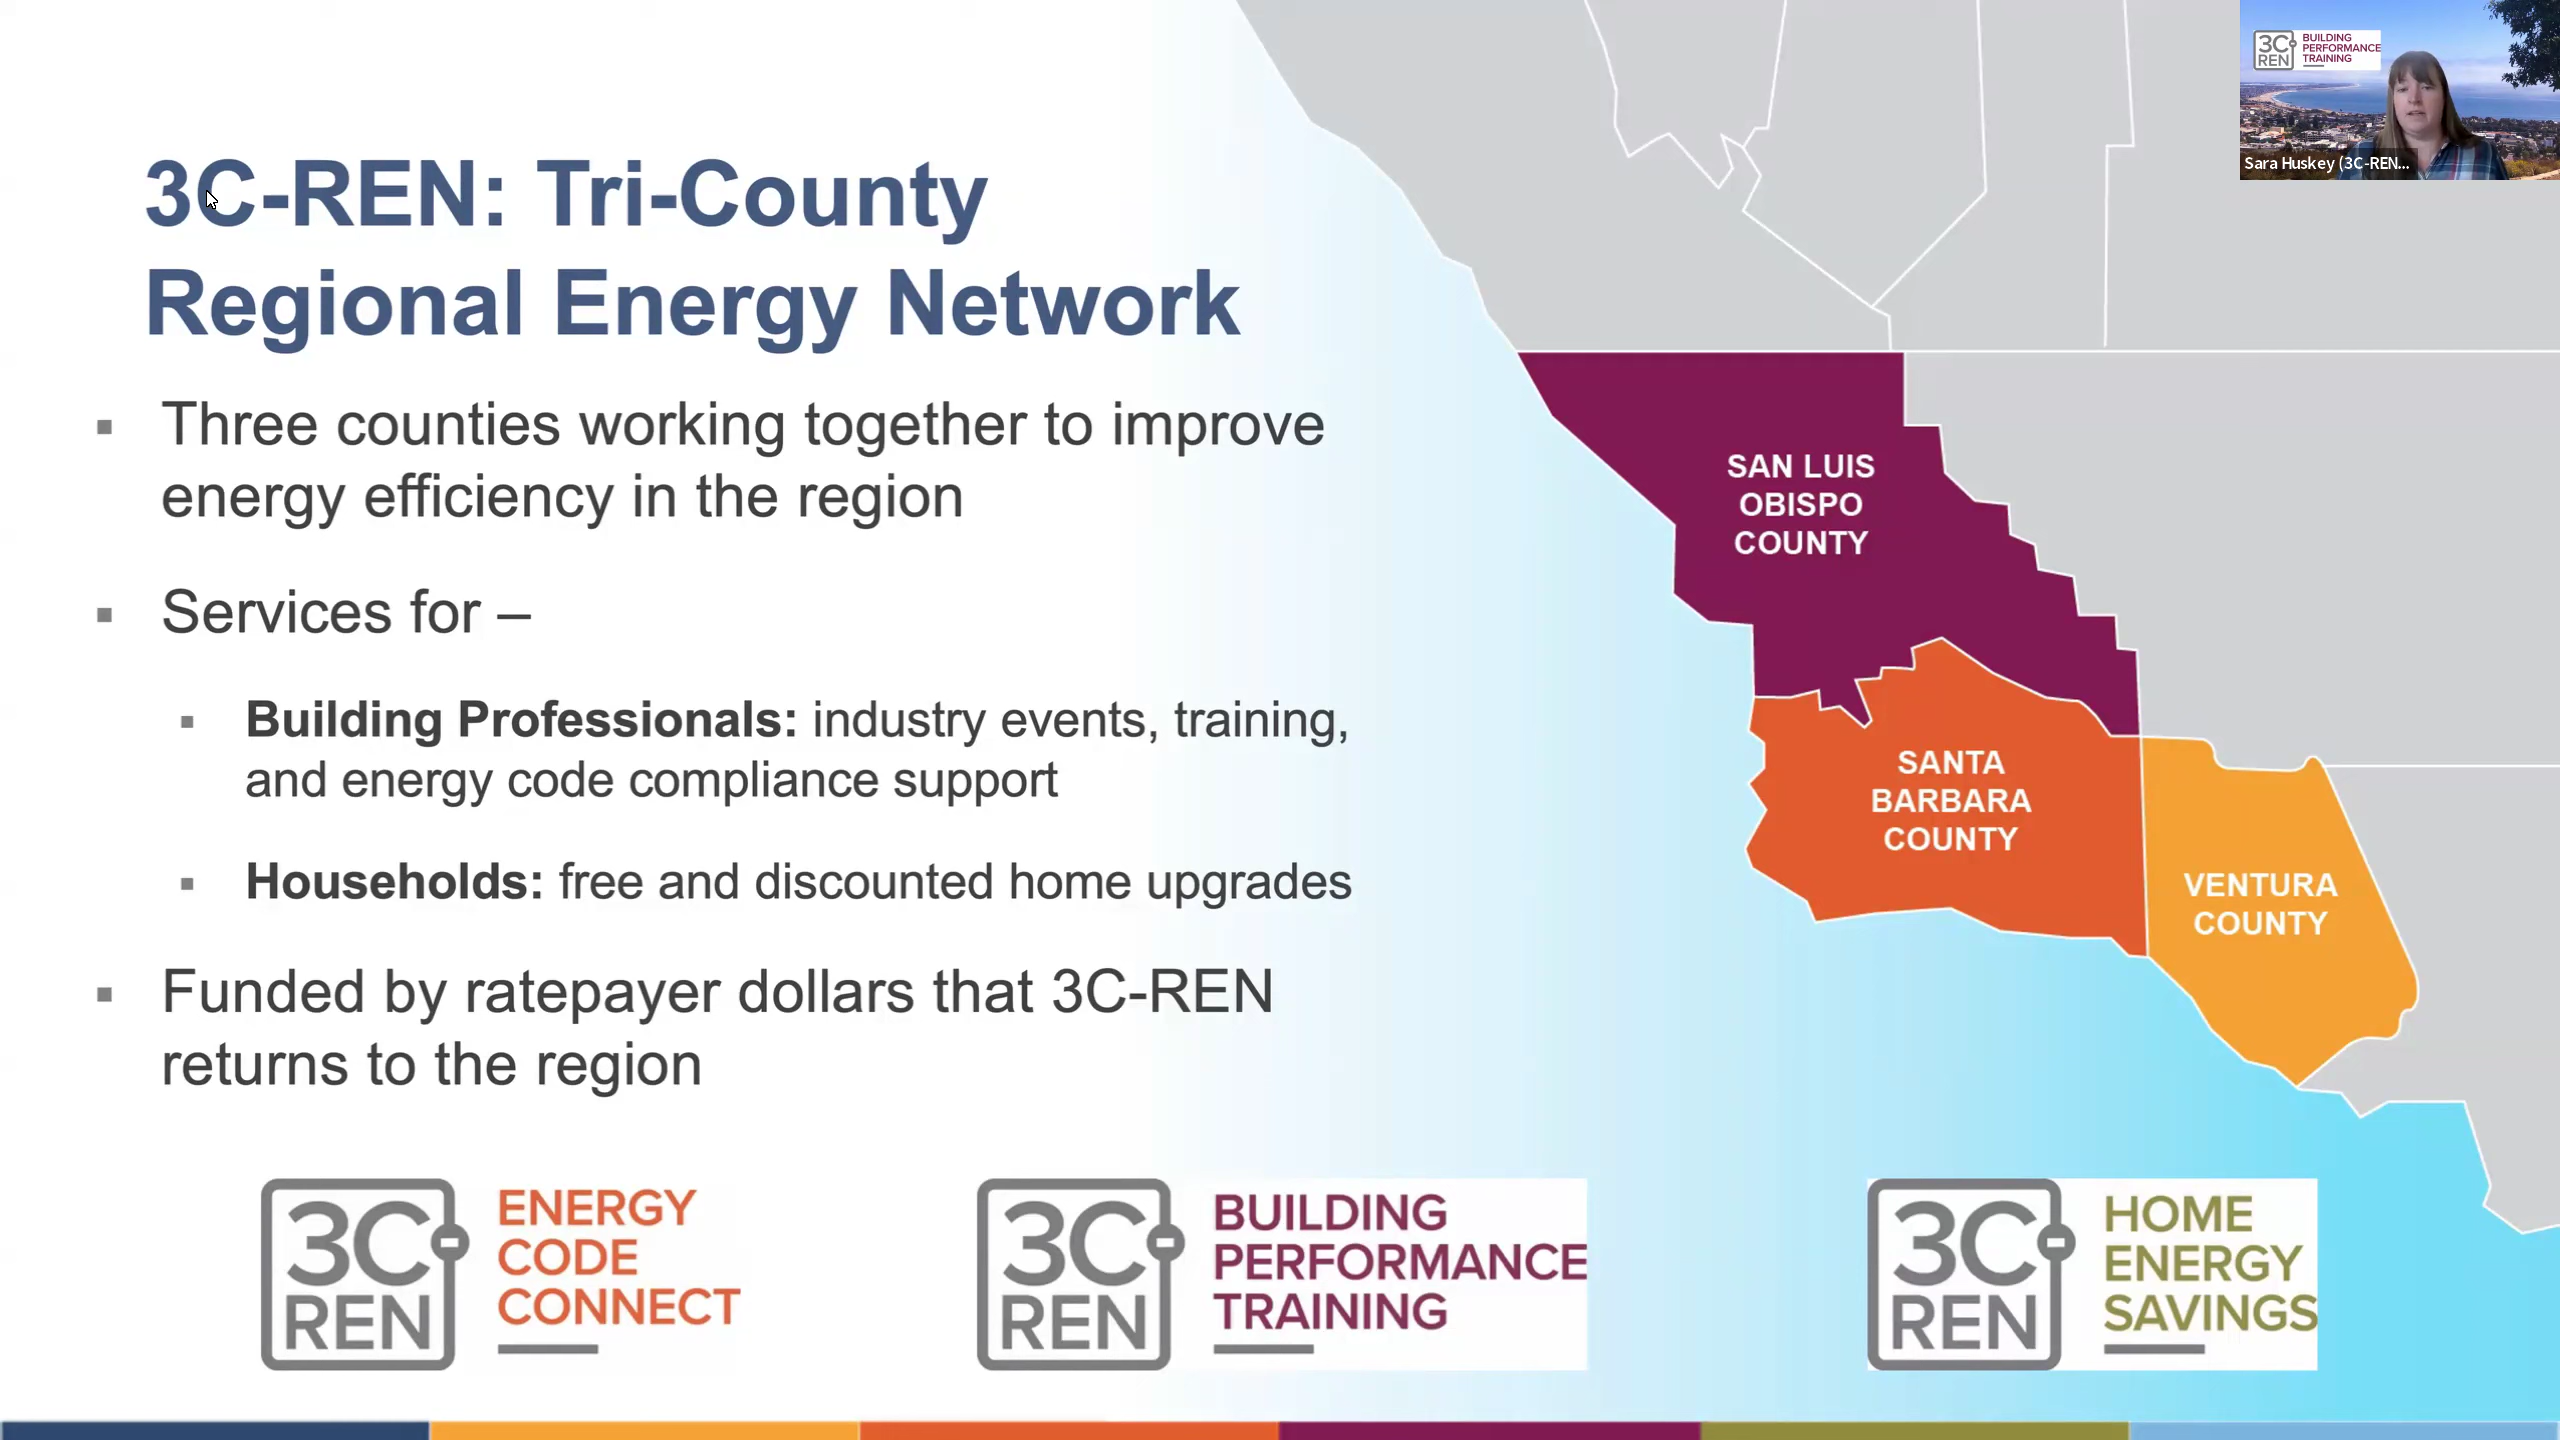 3C-REN: Tri-County
Regional Energy Network
▪ Three counties working together to improve
energy efficiency in the region
▪ Services for –
▪ Building Professionals: industry events, training,
and energy code compliance support
▪ Households: free and discounted home upgrades
▪ Funded by ratepayer dollars that 3C-REN
returns to the region
SAN LUIS
OBISPO
COUNTY
SANTA
BARBARA
COUNTY
VENTURA
COUNTY
3C-
REN
ENERGY
CODE
CONNECT
3C-
REN
BUILDING
PERFORMANCE
TRAINING
3C-
REN
HOME
ENERGY
SAVINGS
3C-
REN
BUILDING
PERFORMANCE
TRAINING
Sara Huskey (3C-REN...